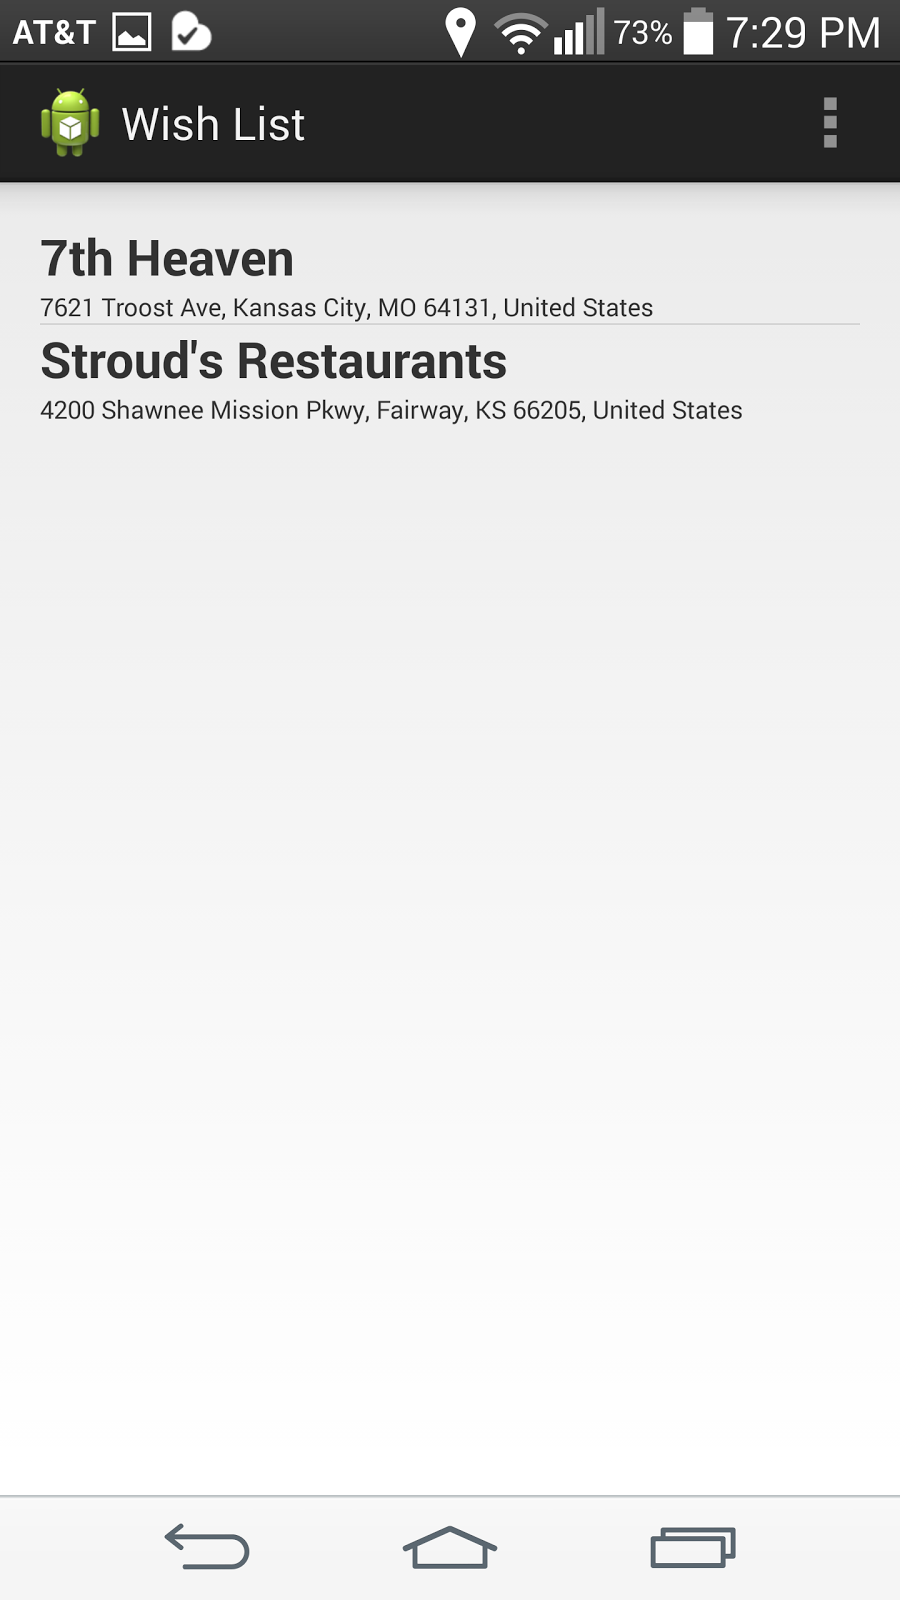 AT&T 73% 7:29 PM
Wish List
7th Heaven
7621 Troost Ave, Kansas City, MO 64131, United States
Stroud's Restaurants
4200 Shawnee Mission Pkwy, Fairway, KS 66205, United States